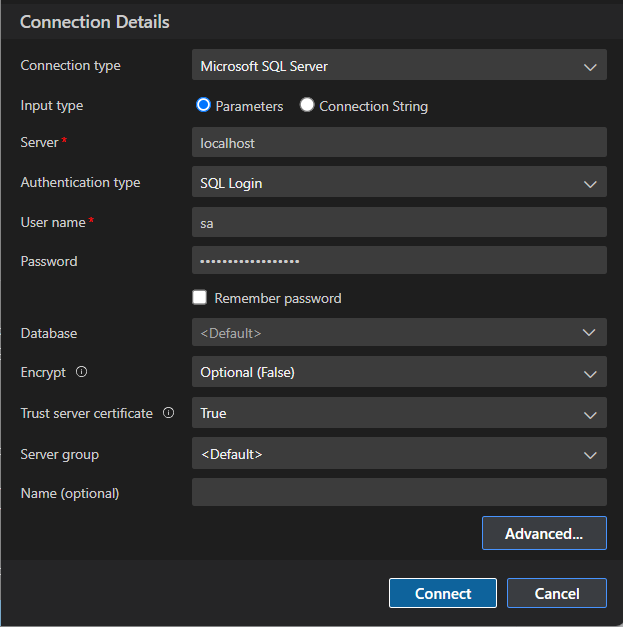 Connection Details
Connection type Microsoft SQL Server
Input type Parameters Connection String
Server * localhost
Authentication type SQL Login
User name * sa
Password ••••••••••••••••••
Remember password
Database <Default>
Encrypt Optional (False)
Trust server certificate True
Server group <Default>
Name (optional)
Advanced...
Connect Cancel